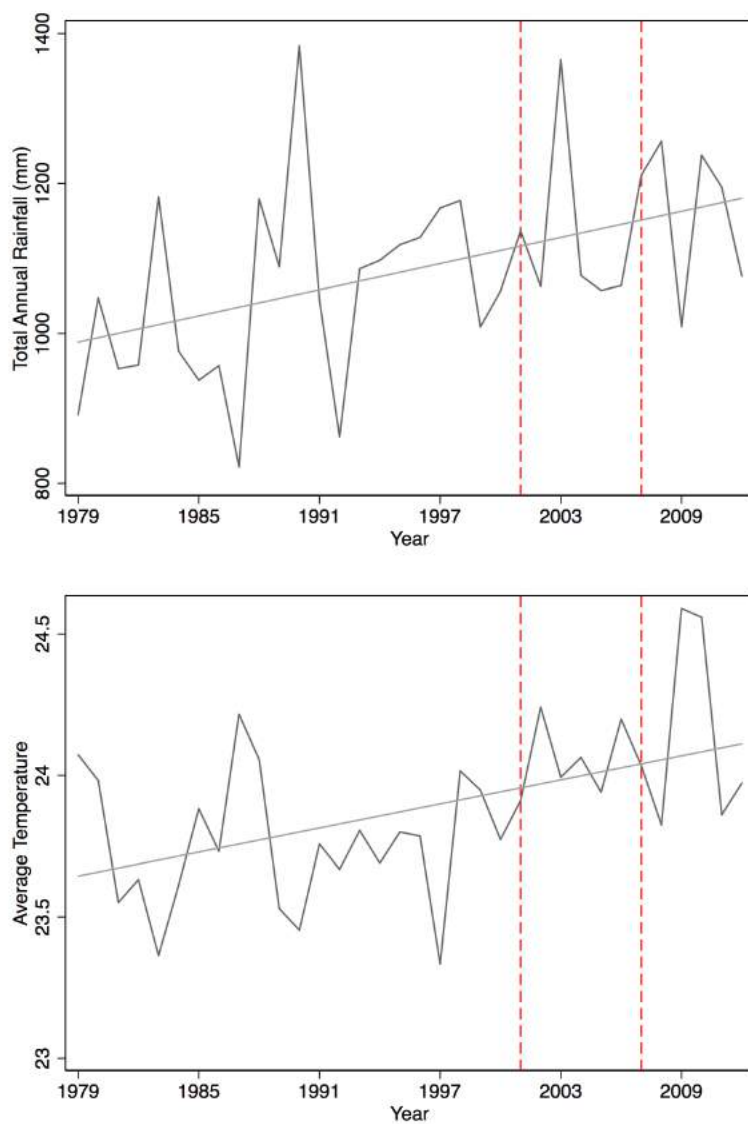 Total Annual Rainfall (mm)
1400
1200
1000
800
1979 1985 1991 1997 2003 2009
Year
Average Temperature
24.5
24
23.5
23
1979 1985 1991 1997 2003 2009
Year